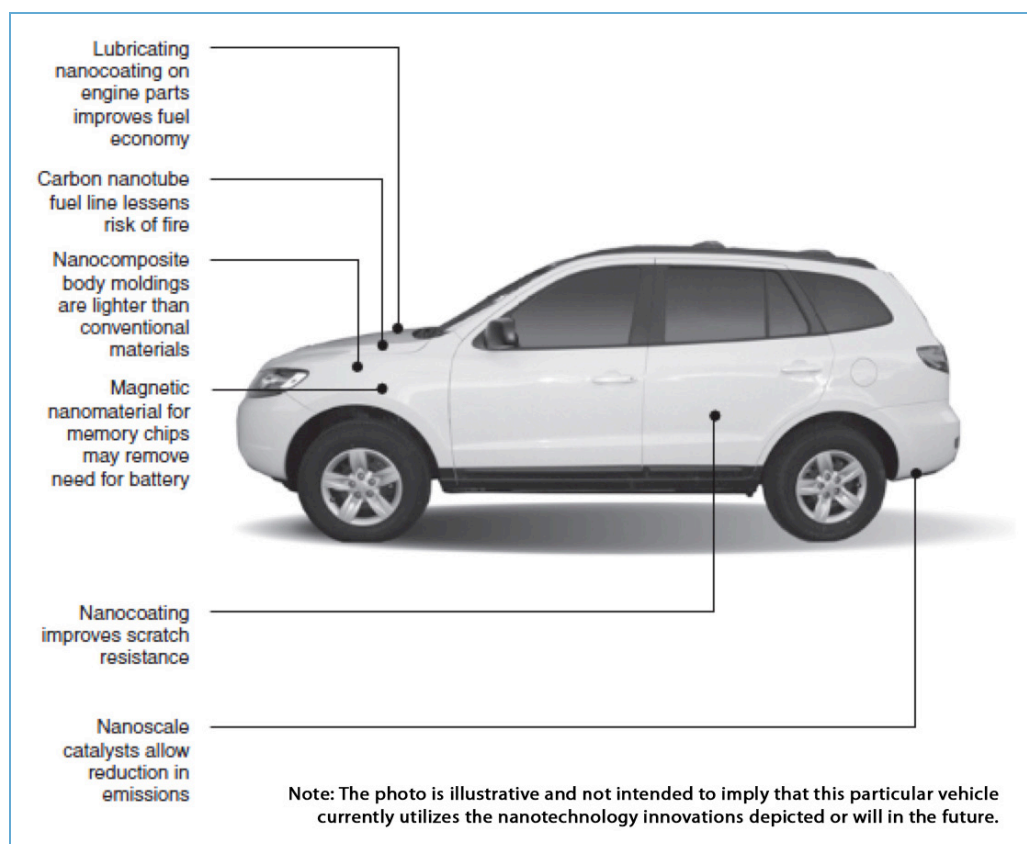 Lubricating
nanocoating on
engine parts
improves fuel
economy
Carbon nanotube
fuel line lessens
risk of fire
Nanocomposite
body moldings
are lighter than
conventional
materials
Magnetic
nanomaterial for
memory chips
may remove
need for battery
Nanocoating
improves scratch
resistance
Nanoscale
catalysts allow
reduction in
emissions
Note: The photo is illustrative and not intended to imply that this particular vehicle
currently utilizes the nanotechnology innovations depicted or will in the future.